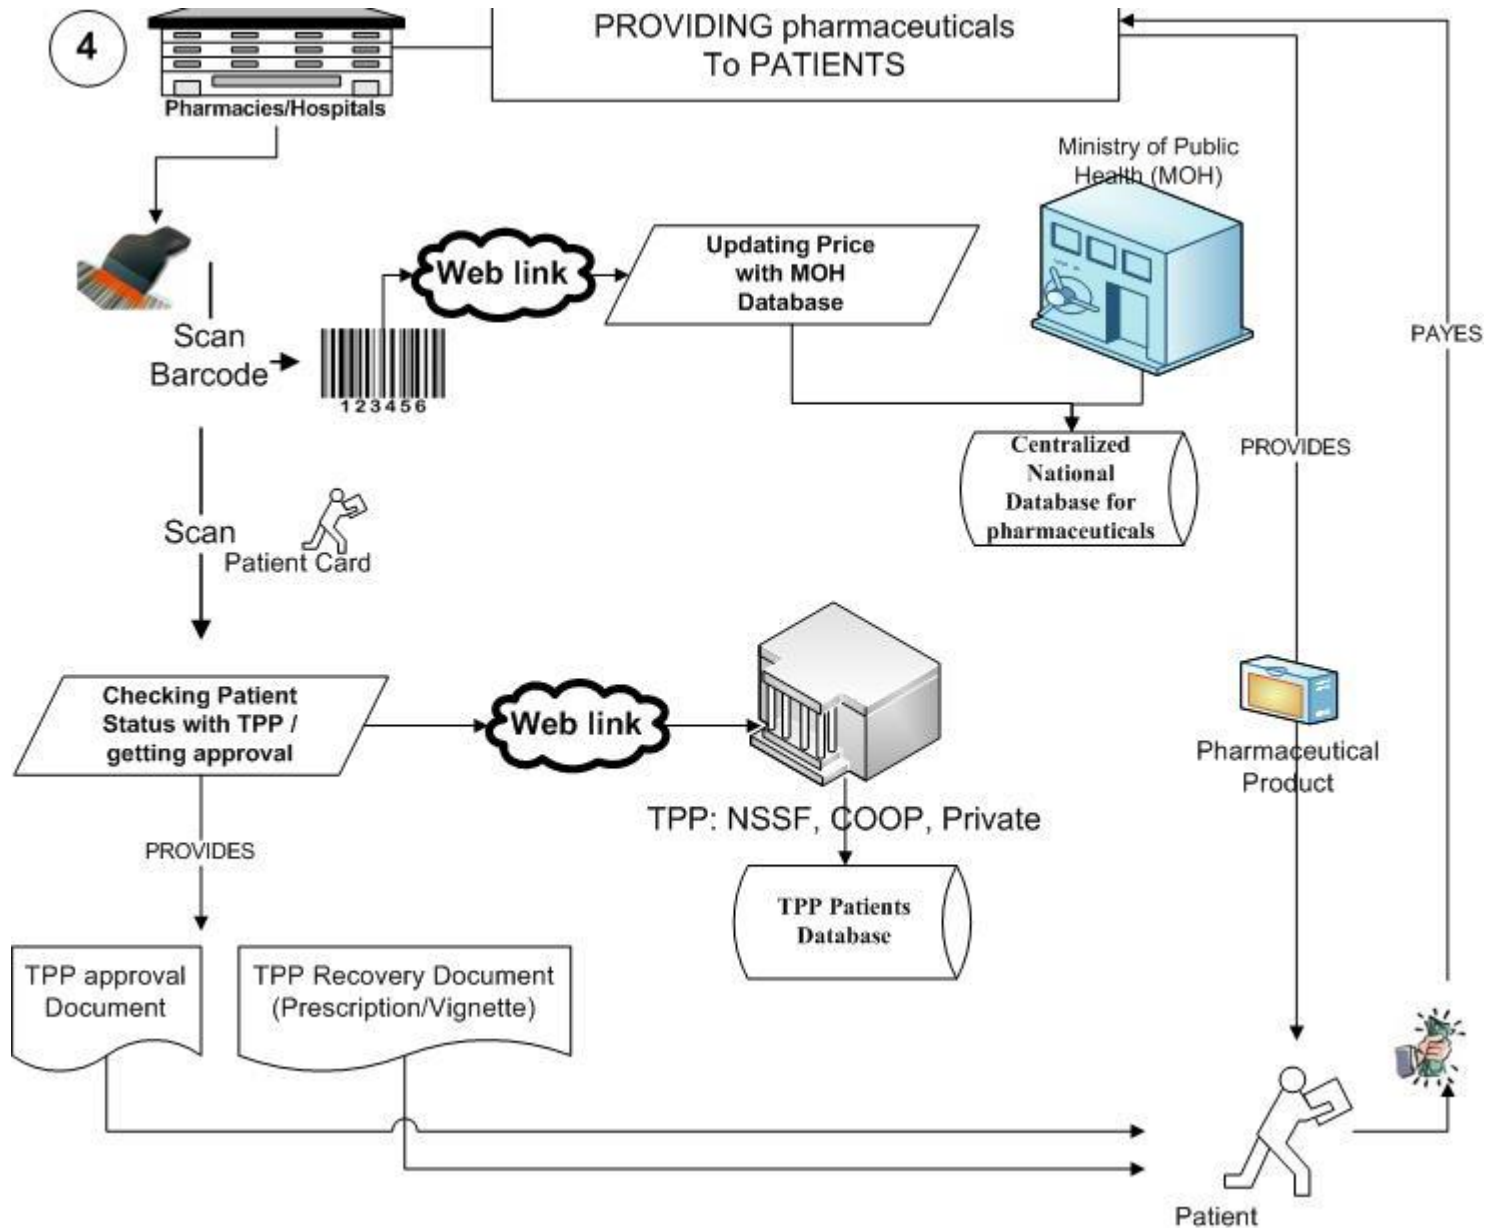 4
PROVIDING pharmaceuticals
To PATIENTS
Pharmacies/Hospitals
Ministry of Public
Health (MOH)
Web link
Updating Price
with MOH
Database
Scan
Barcode
123456
PAYES
PROVIDES
Centralized
National
Database for
pharmaceuticals
Scan
Patient Card
Checking Patient
Status with TPP /
getting approval
Web link
Pharmaceutical
Product
TPP: NSSF, COOP, Private
PROVIDES
TPP Patients
Database
TPP approval
Document
TPP Recovery Document
(Prescription/Vignette)
Patient